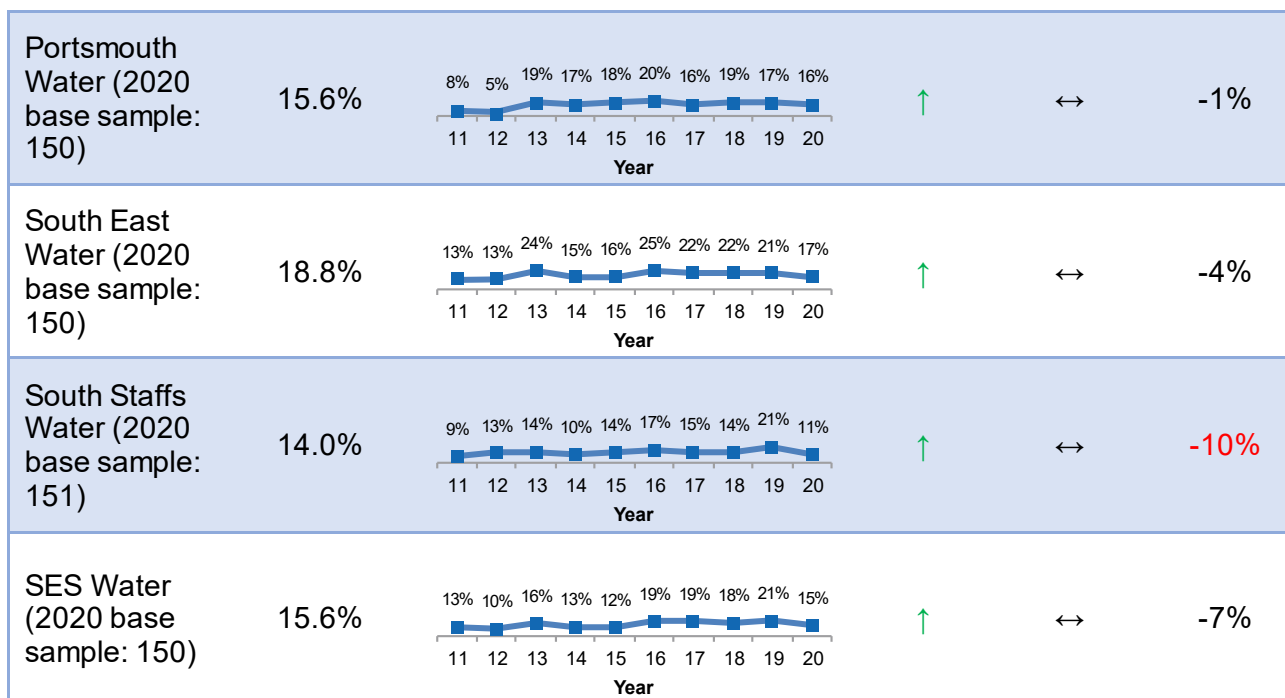 Portsmouth
Water (2020
base sample:
150)
15.6%
8% 5% 19% 17% 18% 20% 16% 19% 17% 16%
11 12 13 14 15 16 17 18 19 20
Year
↑
↔
-1%
South East
Water (2020
base sample:
150)
18.8%
13% 13% 24% 15% 16% 25% 22% 22% 21% 17%
11 12 13 14 15 16 17 18 19 20
Year
↑
↔
-4%
South Staffs
Water (2020
base sample:
151)
14.0%
9% 13% 14% 10% 14% 17% 15% 14% 21% 11%
11 12 13 14 15 16 17 18 19 20
Year
↑
↔
-10%
SES Water
(2020 base
sample: 150)
15.6%
13% 10% 16% 13% 12% 19% 19% 18% 21% 15%
11 12 13 14 15 16 17 18 19 20
Year
↑
↔
-7%